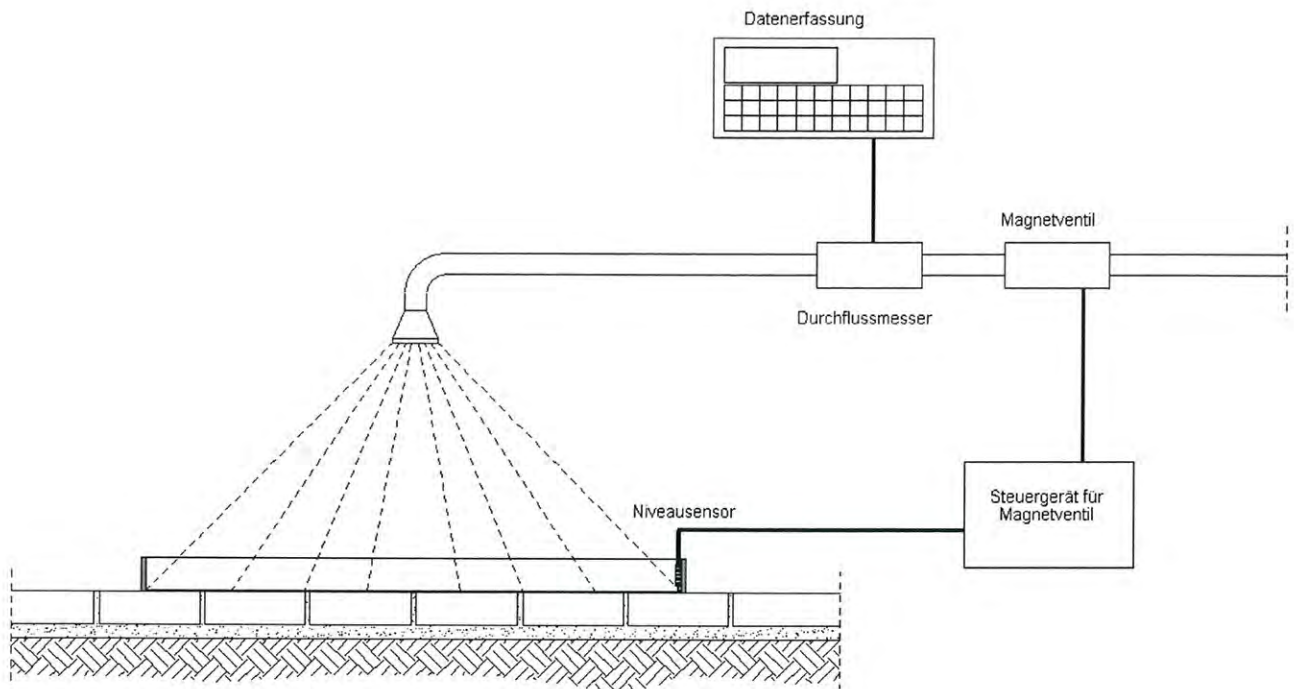 Datenerfassung
Magnetventil
Durchflussmesser
Niveausensor
Steuergerät für
Magnetventil